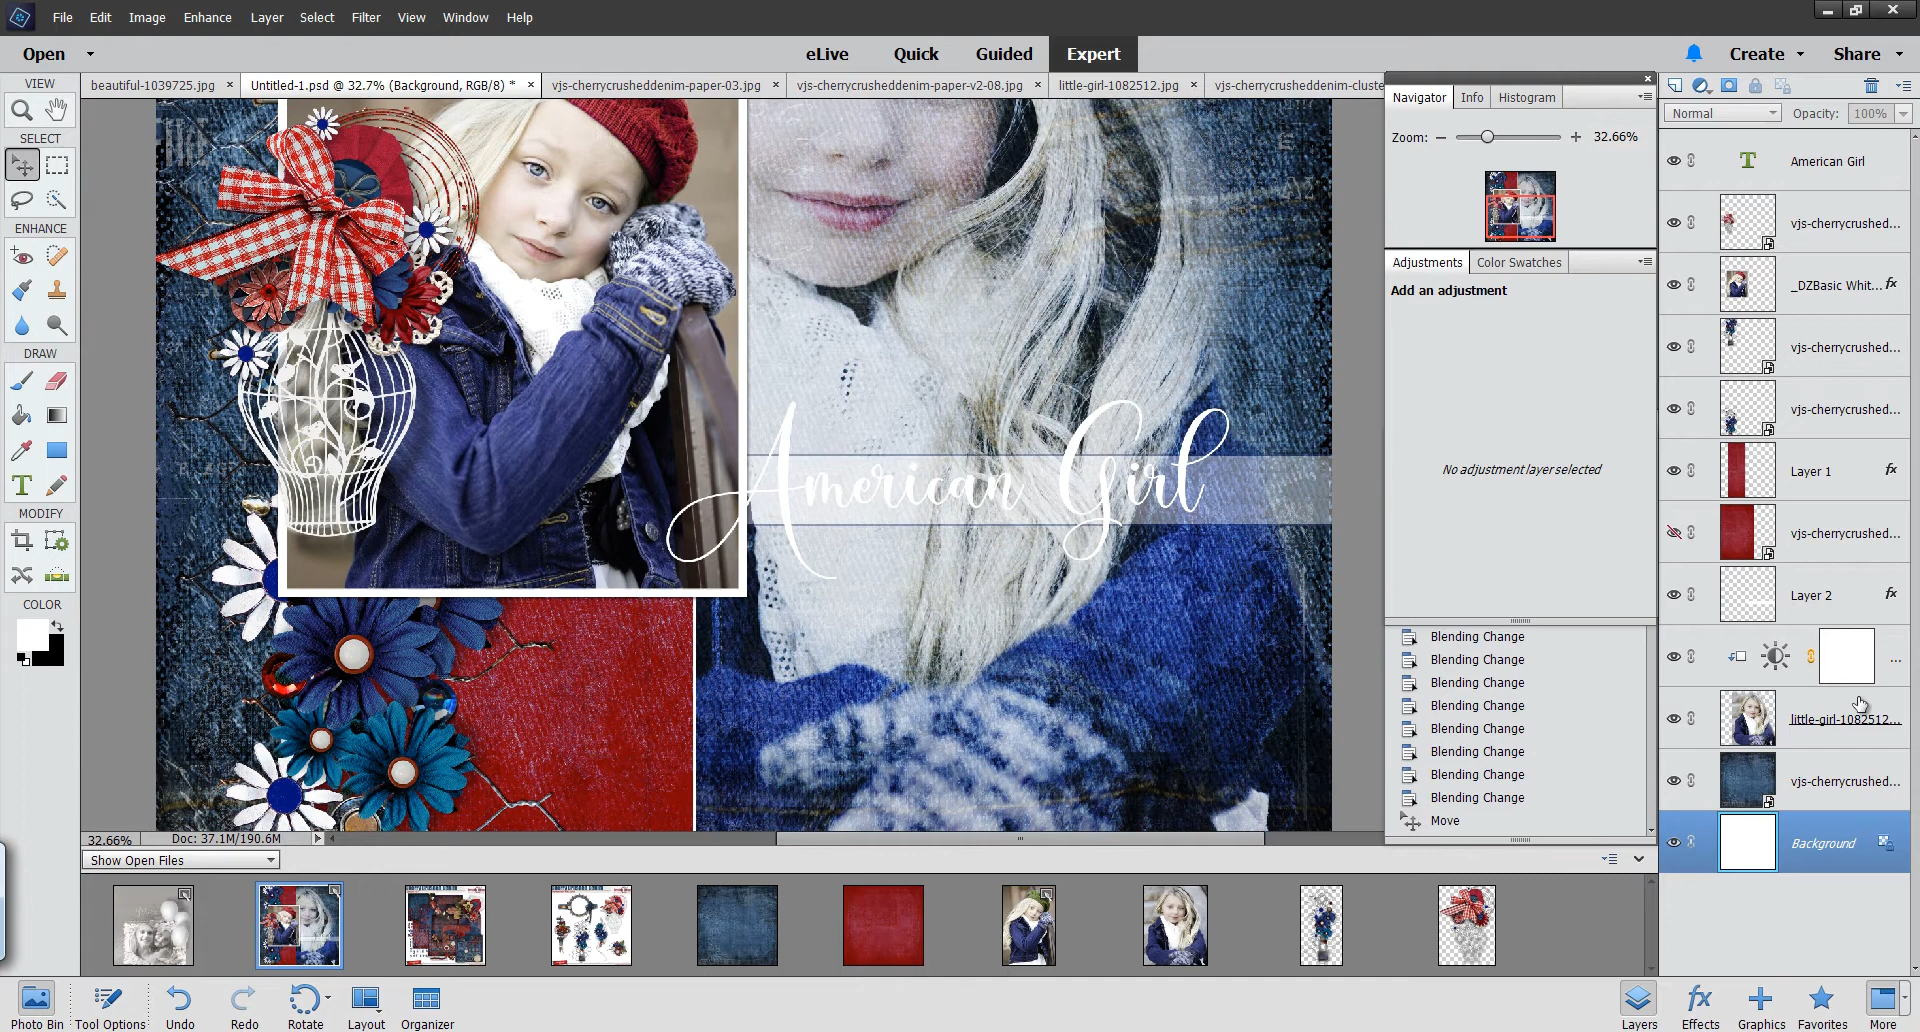 File Edit Image Enhance Layer Select Filter View Window Help
Open eLive Quick Guided Expert Create Share
VIEW
beautiful-1039725.jpg × Untitled-1.psd @ 32.7% (Background, RGB/8) * × vjs-cherrycrusheddenim-paper-03.jpg × vjs-cherrycrusheddenim-paper-v2-08.jpg × little-girl-1082512.jpg × vjs-cherrycrusheddenim-cluste
Navigator Info Histogram
Normal Opacity: 100%
SELECT
Zoom: 32.66%
American Girl
vjs-cherrycrushed...
ENHANCE
Adjustments Color Swatches
Add an adjustment
_DZBasic Whit... fx
vjs-cherrycrushed...
DRAW
vjs-cherrycrushed...
American Girl
No adjustment layer selected
Layer 1 fx
MODIFY
vjs-cherrycrushed...
COLOR
Layer 2 fx
Blending Change
Blending Change
Blending Change
Blending Change
Blending Change
Blending Change
Blending Change
Blending Change
Move
...
little-girl-1082512...
vjs-cherrycrushed...
Background
32.66% Doc: 37.1M/190.6M
Show Open Files
Photo Bin Tool Options Undo Redo Rotate Layout Organizer Layers Effects Graphics Favorites More